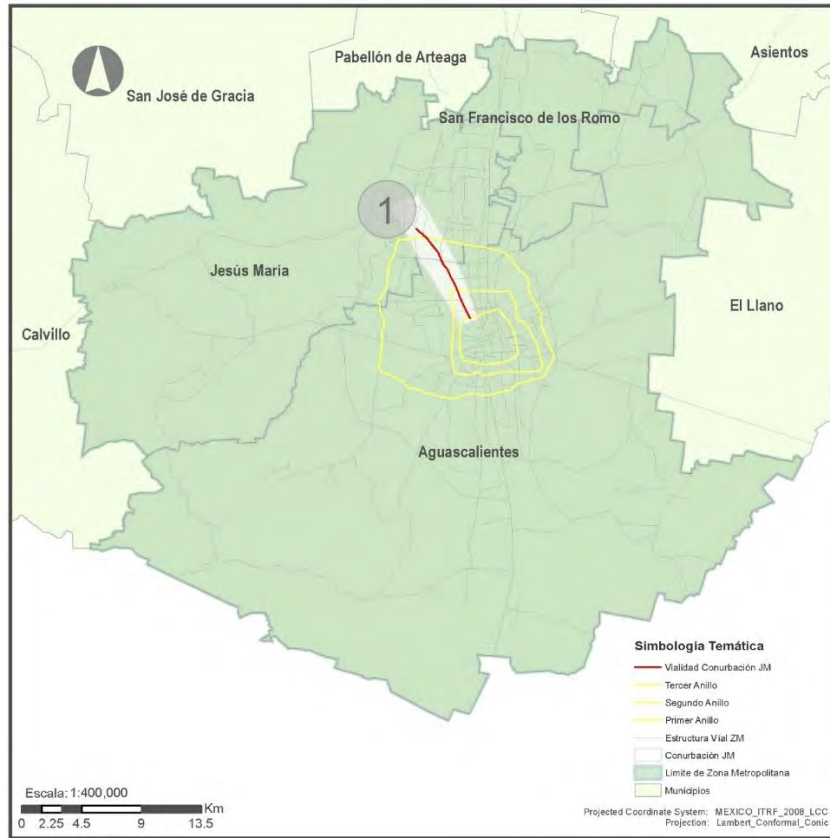 Pabellón de Arteaga
Asientos
San José de Gracia
San Francisco de los Romo
1
Jesús María
El Llano
Calvillo
Aguascalientes
Simbología Temática
Vialidad Conurbación JM
Tercer Anillo
Segundo Anillo
Primer Anillo
Estructura Vial ZM
Conurbación JM
Límite de Zona Metropolitana
Municipios
Escala: 1:400,000
Km
0 2.25 4.5 9 13.5
Projected Coordinate System: MEXICO_ITRF_2008_LCC
Projection: Lambert_Conformal_Conic